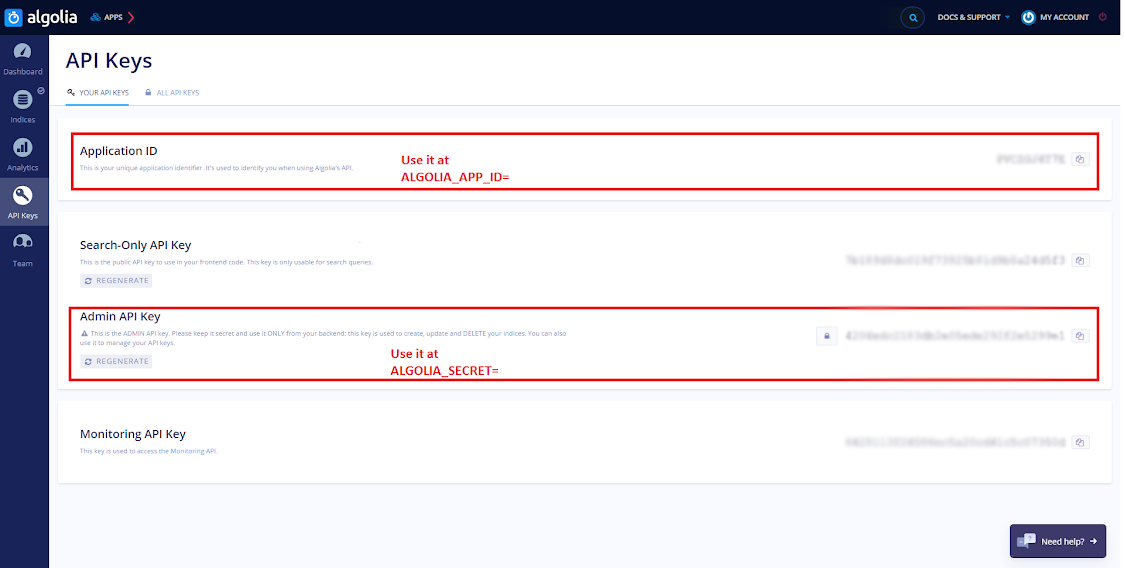 algolia
APPS
DOCS & SUPPORT
MY ACCOUNT
Dashboard
Indices
Analytics
API Keys
Team
API Keys
YOUR API KEYS
ALL API KEYS
Application ID
This is your unique application identifier. It's used to identify you when using Algolia's API.
Use it at
ALGOLIA_APP_ID=
Search-Only API Key
This is the public API key to use in your frontend code. This key is only usable for search queries.
REGENERATE
Admin API Key
This is the ADMIN API key. Please keep it secret and use it ONLY from your backend: this key is used to create, update and DELETE your indices. You can also
use it to manage your API keys.
REGENERATE
Use it at
ALGOLIA_SECRET=
Monitoring API Key
This key is used to access the Monitoring API.
Need help?